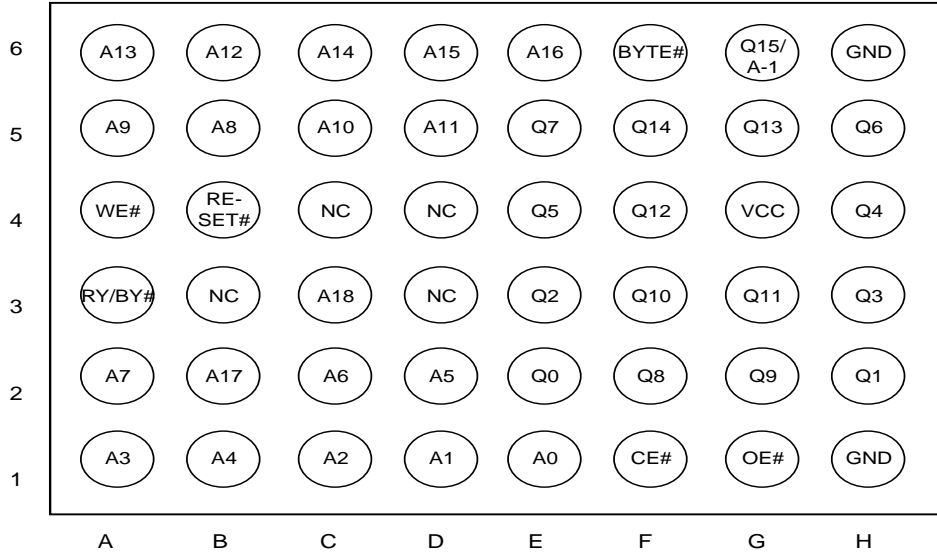 6 A13 A12 A14 A15 A16 BYTE# Q15/ A-1 GND
5 A9 A8 A10 A11 Q7 Q14 Q13 Q6
4 WE# RE- SET# NC NC Q5 Q12 VCC Q4
3 RY/BY# NC A18 NC Q2 Q10 Q11 Q3
2 A7 A17 A6 A5 Q0 Q8 Q9 Q1
1 A3 A4 A2 A1 A0 CE# OE# GND
A B C D E F G H